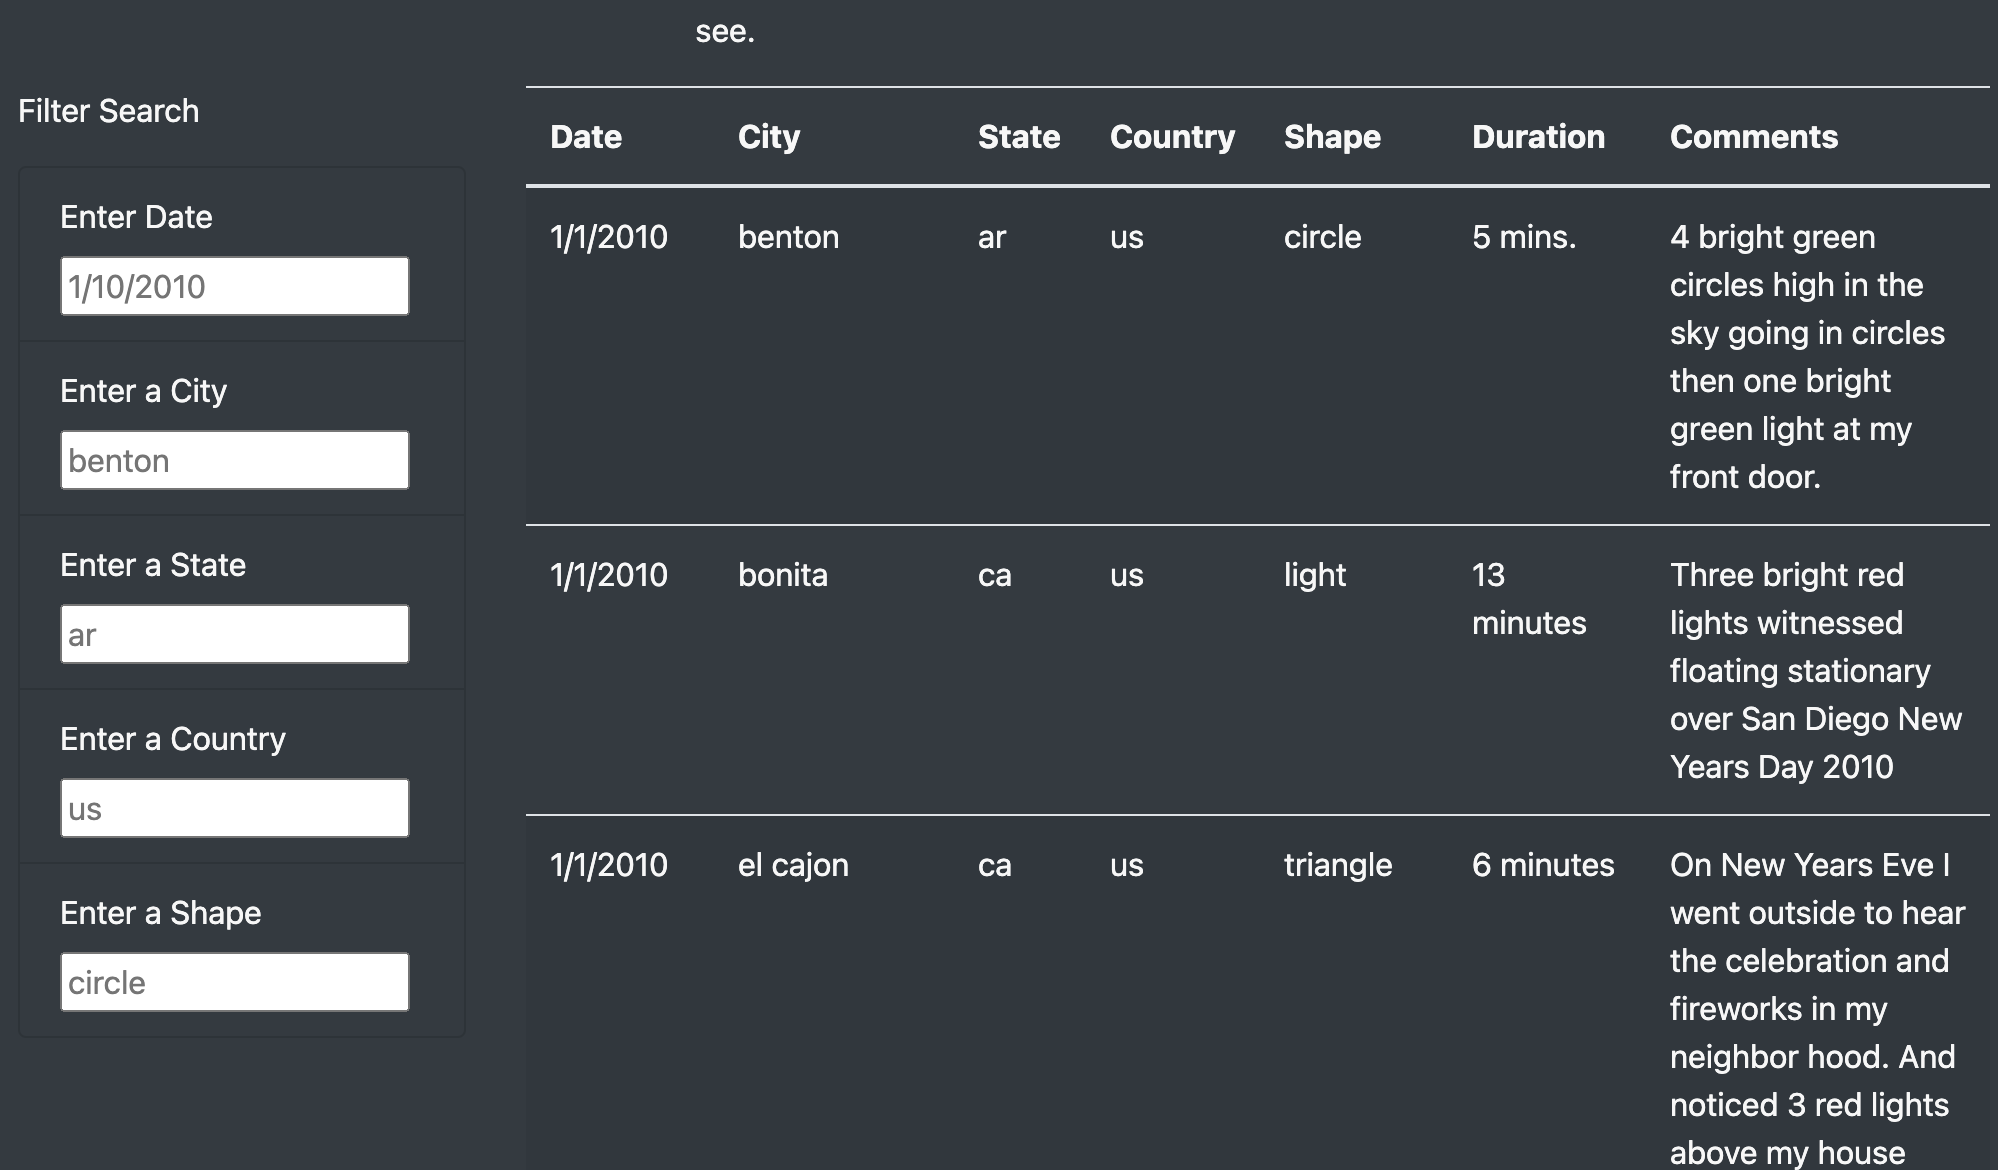 see.
Filter Search
Enter Date
1/10/2010
Enter a City
benton
Enter a State
ar
Enter a Country
us
Enter a Shape
circle
Date City State Country Shape Duration Comments
1/1/2010 benton ar us circle 5 mins. 4 bright green
circles high in the
sky going in circles
then one bright
green light at my
front door.
1/1/2010 bonita ca us light 13 Three bright red
minutes lights witnessed
floating stationary
over San Diego New
Years Day 2010
1/1/2010 el cajon ca us triangle 6 minutes On New Years Eve I
went outside to hear
the celebration and
fireworks in my
neighbor hood. And
noticed 3 red lights
above my house